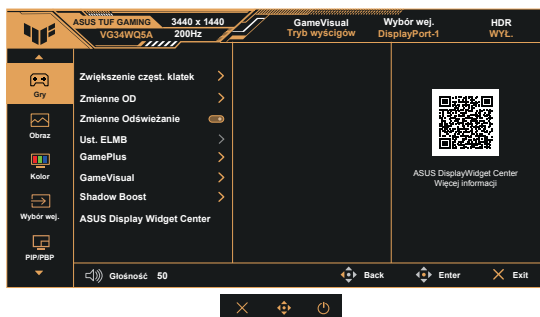 ASUS TUF GAMING 3440 x 1440
VG34WQ5A 200Hz
GameVisual
Tryb wyścigów
Wybór wej.
DisplayPort-1
HDR
WYŁ.
Gry
Obraz
Kolor
Wybór wej.
PIP/PBP
Zwiększenie częst. klatek
Zmienne OD
Zmienne Odświeżanie
Ust. ELMB
GamePlus
GameVisual
Shadow Boost
ASUS Display Widget Center
ASUS DisplayWidget Center
Więcej informacji
Głośność 50
Back
Enter
Exit